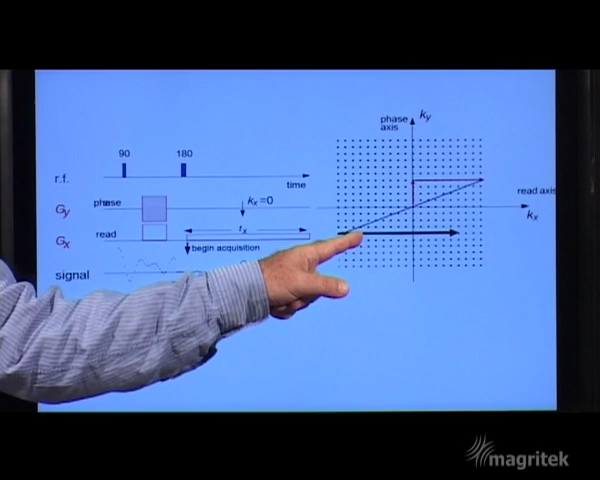 phase axis
ky
90
180
r.f.
time
Gy
phase
kx=0
read axis
kx
Gx
read
tx
begin acquisition
signal
magritek